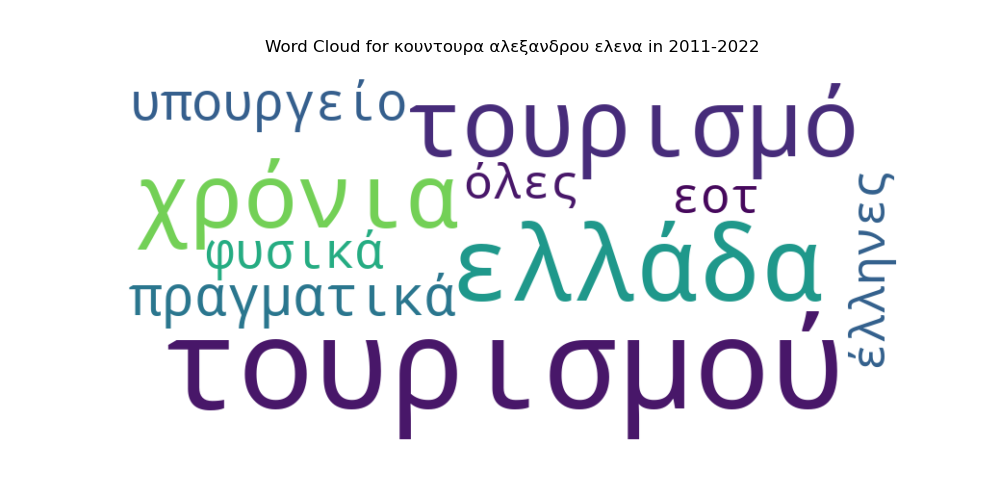 Word Cloud for κουντουρα αλεξανδρου ελενα in 2011-2022
υπουργείο
τουρισμό
χρόνια
όλες
εοτ
έλληνες
φυσικά
ελλάδα
πραγματικά
τουρισμού